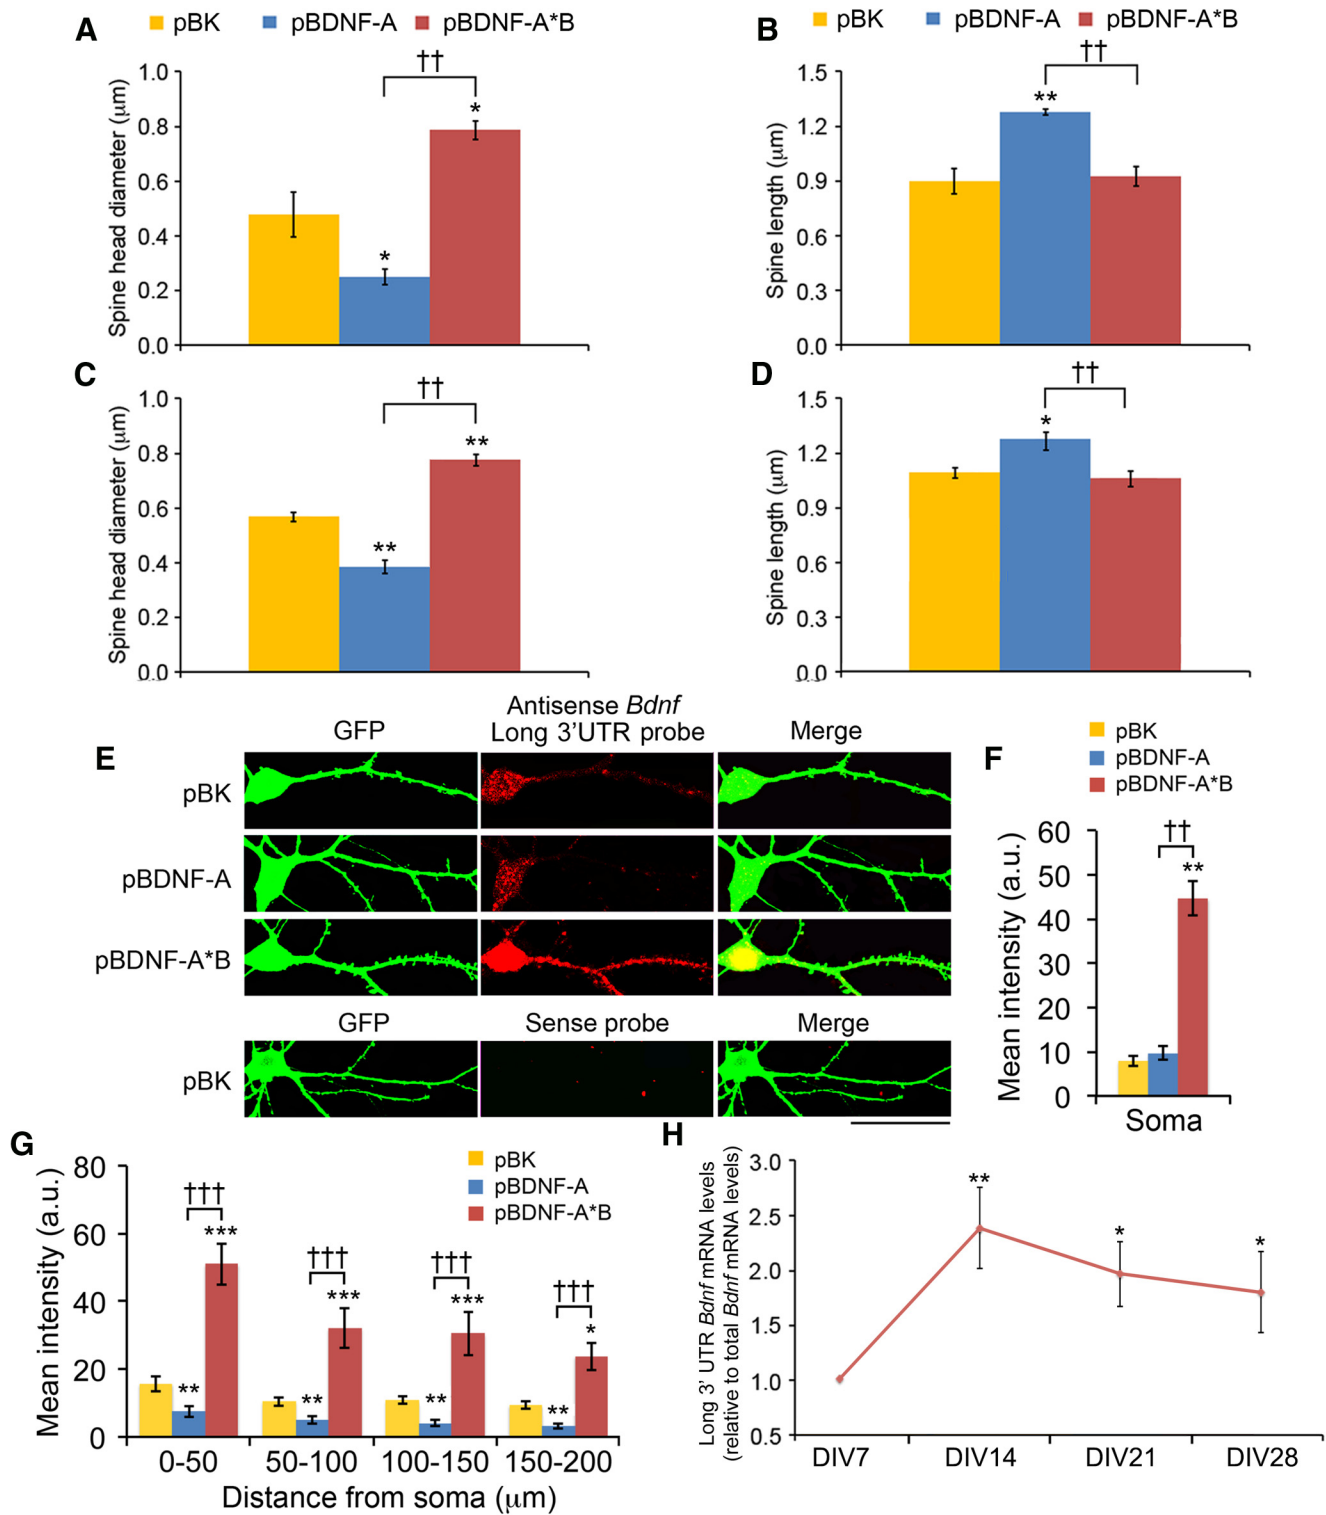 A
pBK pBDNF-A pBDNF-A*B
††
*
*
Spine head diameter (μm)
1.0
0.8
0.6
0.4
0.2
0.0
B
pBK pBDNF-A pBDNF-A*B
††
**
Spine length (μm)
1.5
1.2
0.9
0.6
0.3
0.0
C
††
**
**
Spine head diameter (μm)
1.0
0.8
0.6
0.4
0.2
0.0
D
††
*
Spine length (μm)
1.5
1.2
0.9
0.6
0.3
0.0
E
GFP
Antisense Bdnf
Long 3'UTR probe
Merge
pBK
pBDNF-A
pBDNF-A*B
GFP Sense probe Merge
pBK
F
pBK
pBDNF-A
pBDNF-A*B
Mean intensity (a.u.)
60
50
40
30
20
10
0
††
**
Soma
G
pBK
pBDNF-A
pBDNF-A*B
Mean intensity (a.u.)
80
60
40
20
0
††† ††† ††† †††
*** *** *** *
** ** ** **
0-50 50-100 100-150 150-200
Distance from soma (μm)
H
Long 3' UTR Bdnf mRNA levels
(relative to total Bdnf mRNA levels)
3.0
2.5
2.0
1.5
1.0
0.5
** * *
DIV7 DIV14 DIV21 DIV28